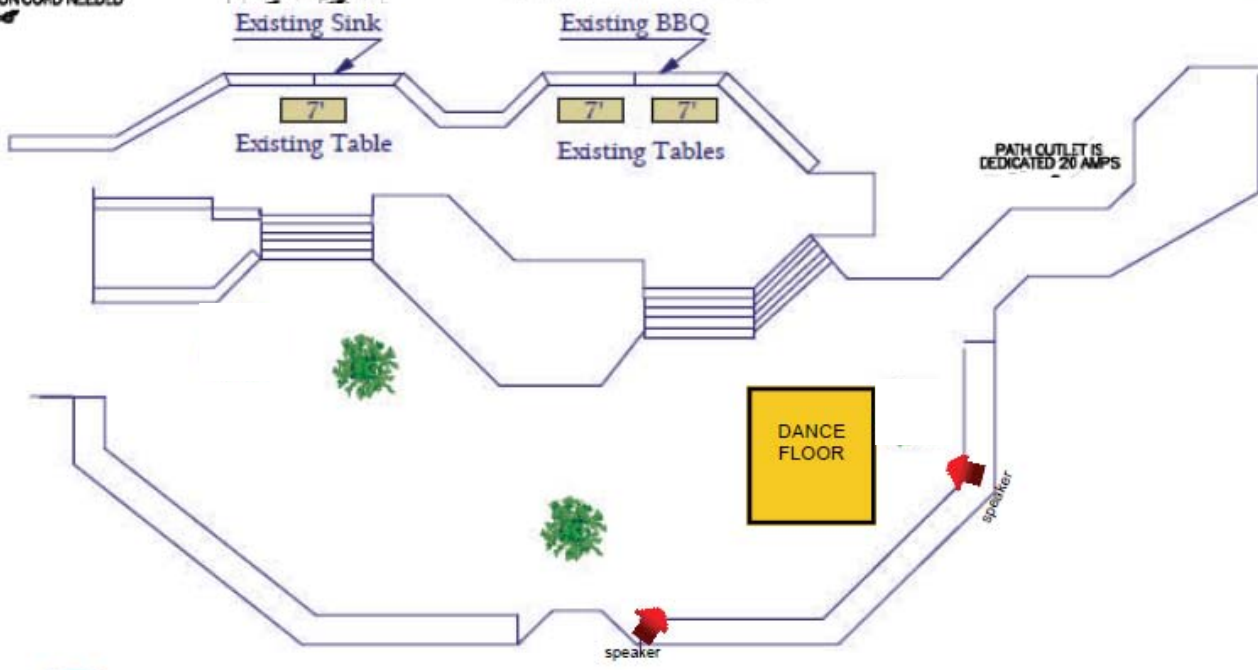 NEEDED
Existing Sink
Existing BBQ
7'
7'
7'
Existing Table
Existing Tables
PATH OUTLET IS
DEDICATED 20 AMPS
DANCE
FLOOR
speaker
speaker